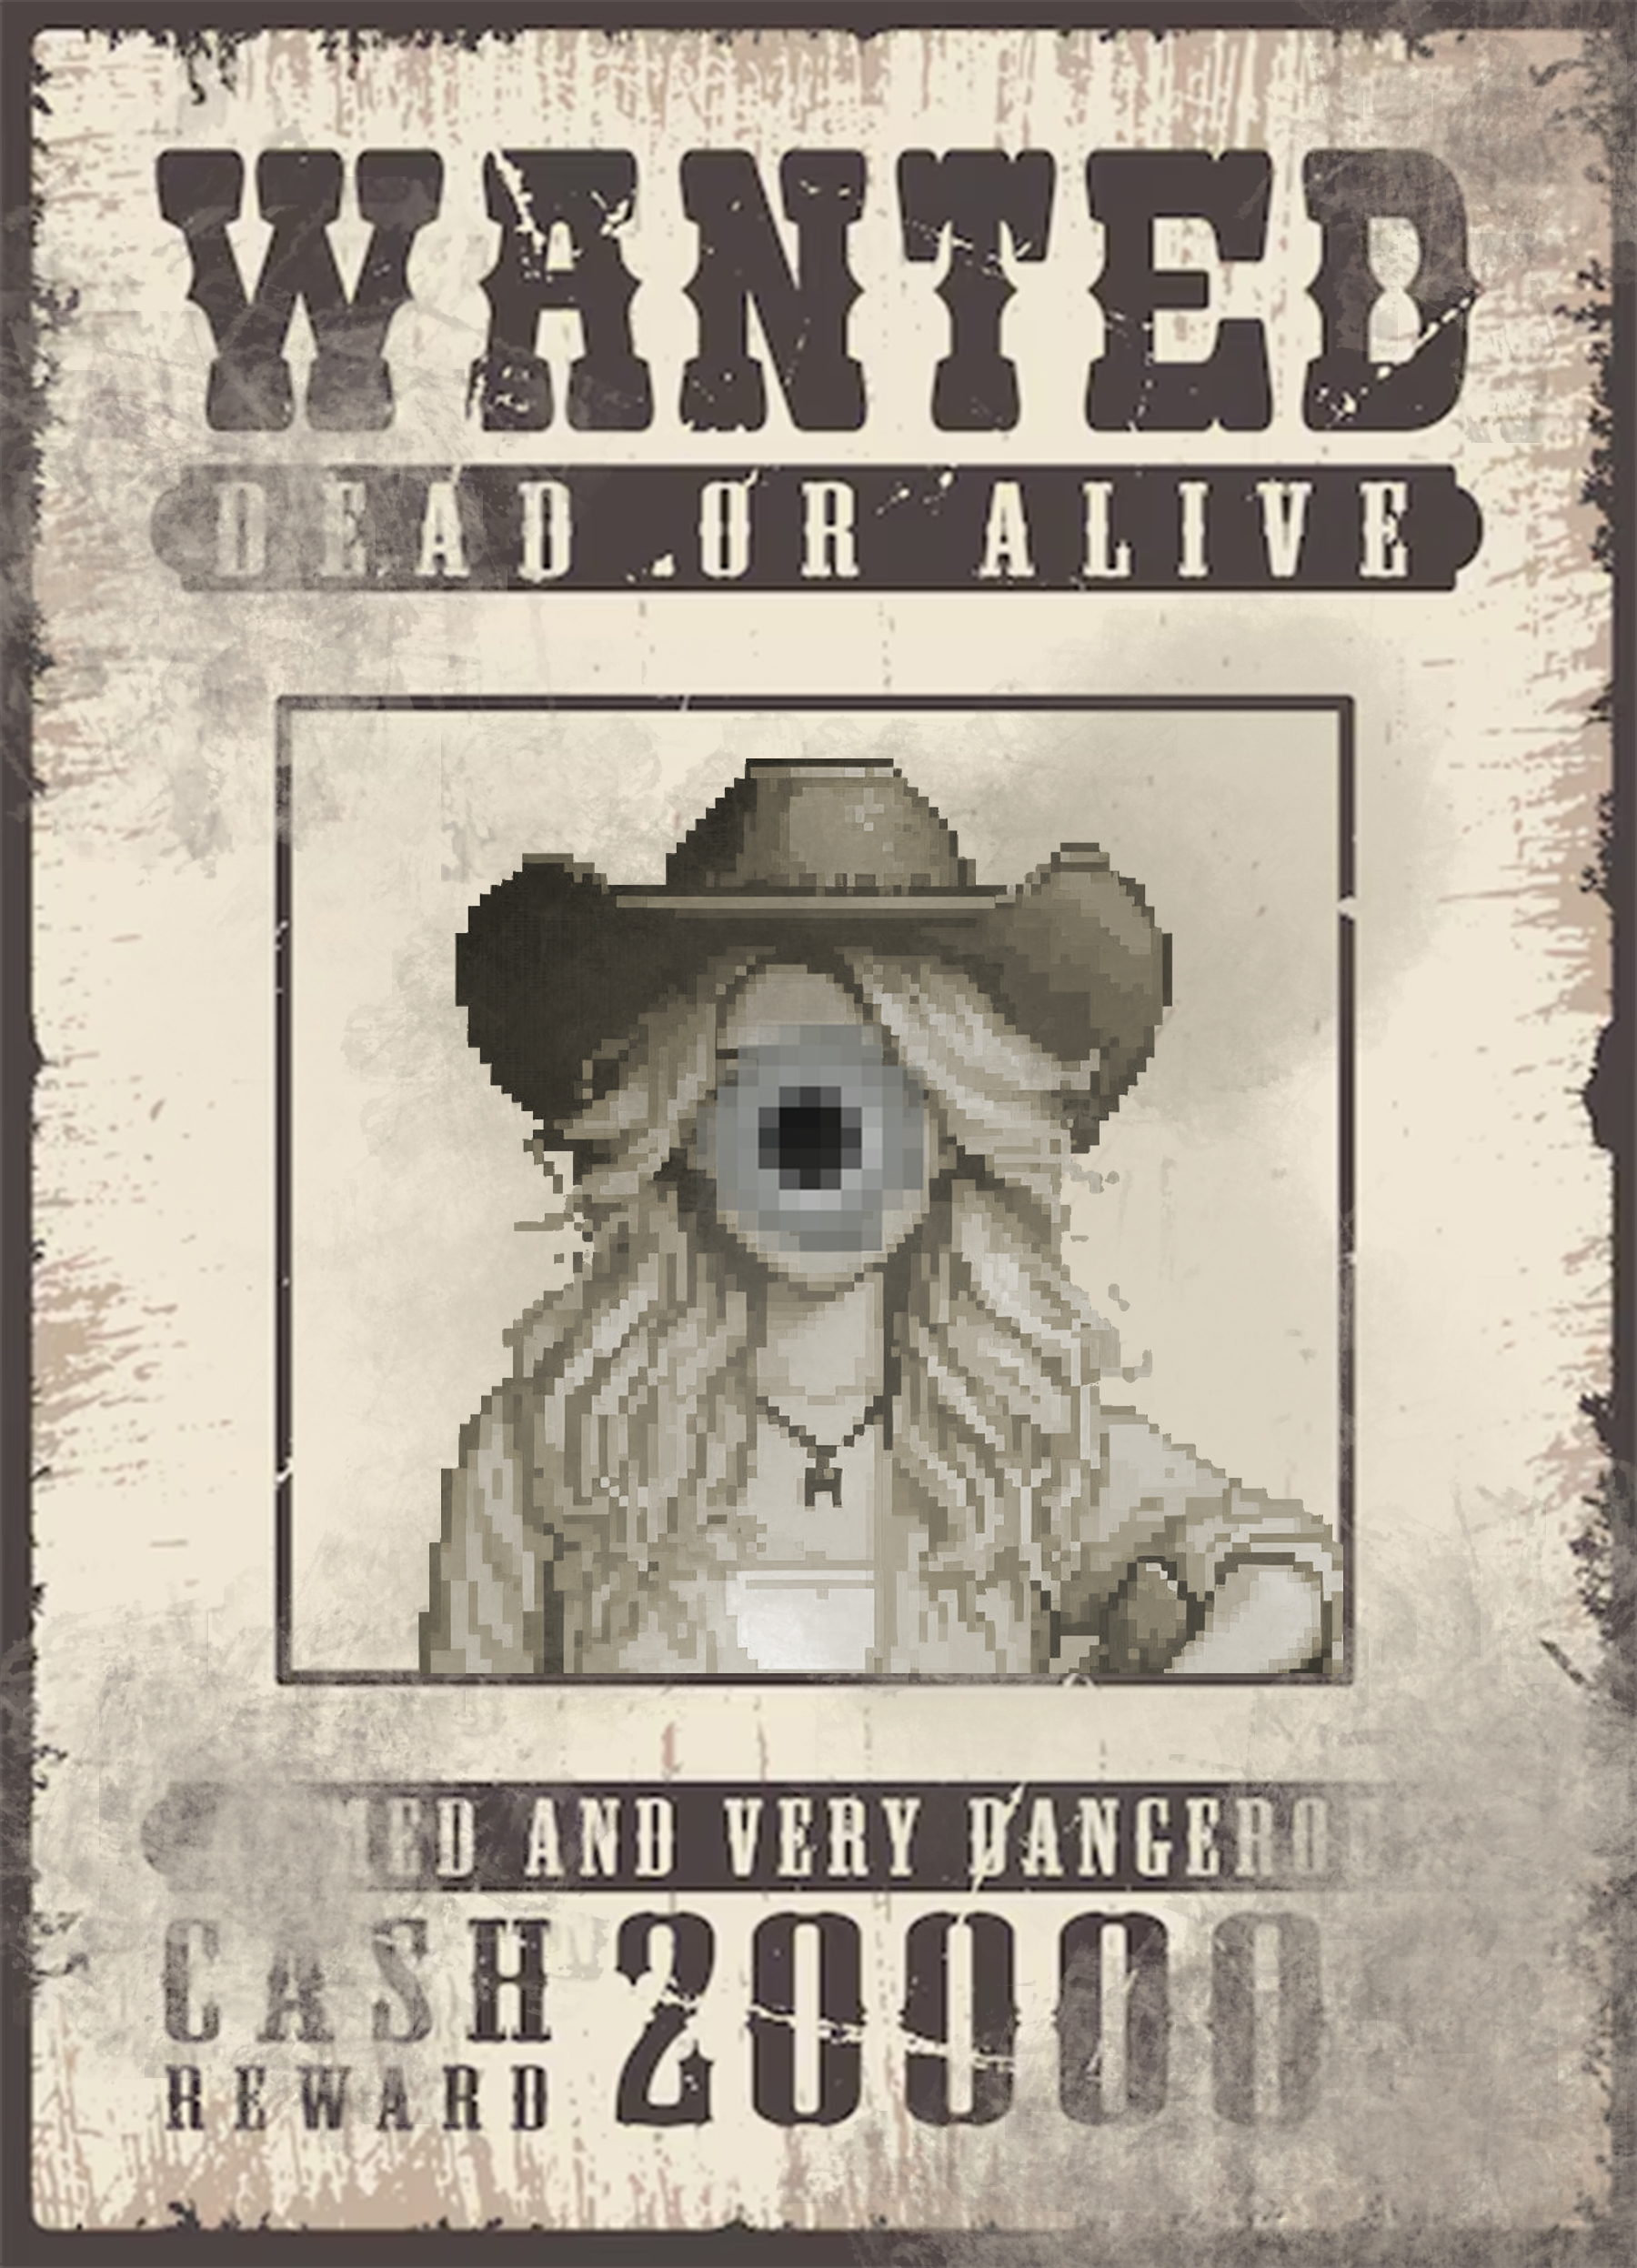 WANTED
DEAD OR ALIVE
H
ED AND VERY DANGERO
CASH 20000
REWARD